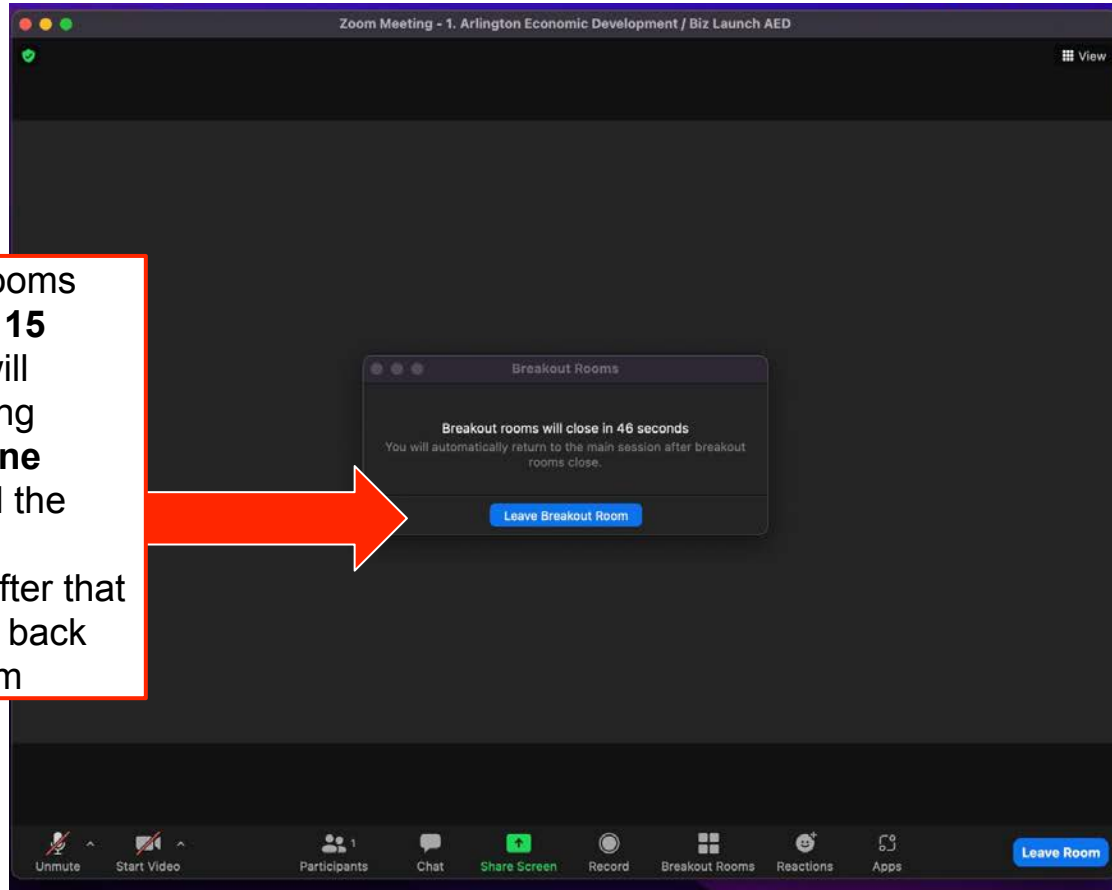 Zoom Meeting - 1. Arlington Economic Development / Biz Launch AED
View
ooms
15
ill
ng
ne
l the
fter that
back
m
Breakout Rooms
Breakout rooms will close in 46 seconds
You will automatically return to the main session after breakout
rooms close.
Leave Breakout Room
Unmute
Start Video
1
Participants
Chat
Share Screen
Record
Breakout Rooms
Reactions
Apps
Leave Room